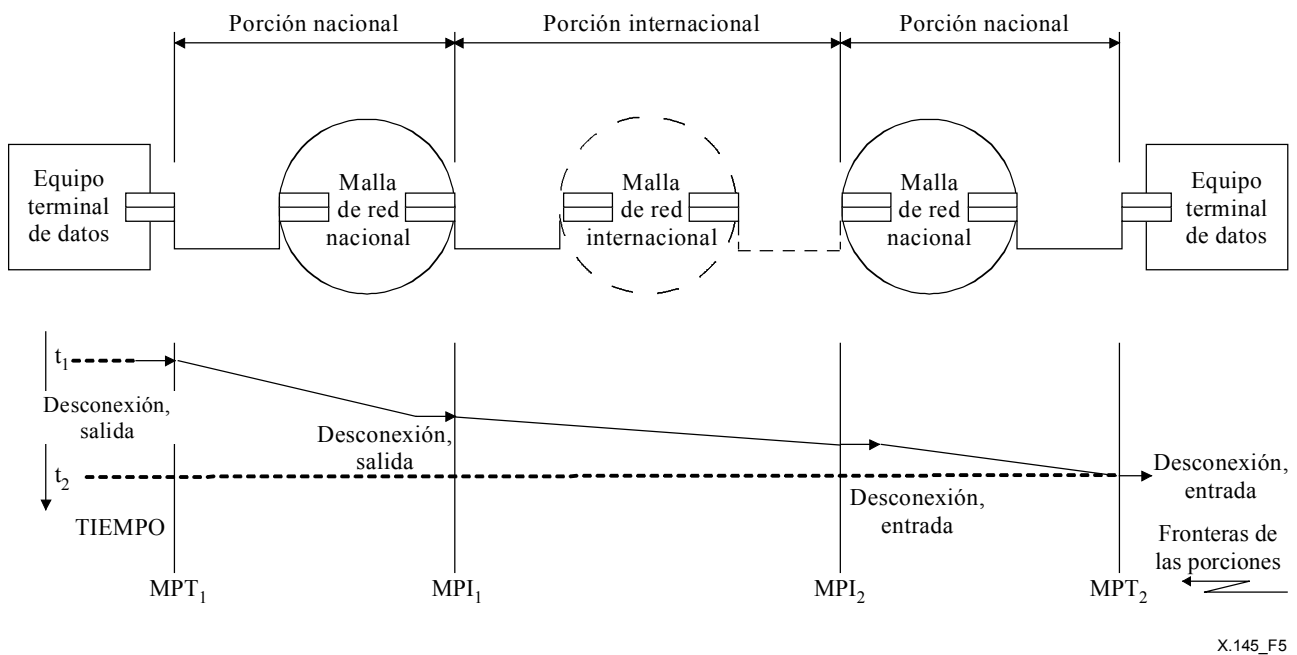 Porción nacional
Porción internacional
Porción nacional
Equipo
terminal
de datos
Malla
de red
nacional
Malla
de red
internacional
Malla
de red
nacional
Equipo
terminal
de datos
t1
Desconexión,
salida
Desconexión,
salida
t2
Desconexión,
entrada
Desconexión,
entrada
TIEMPO
Fronteras de
las porciones
MPT1
MPI1
MPI2
MPT2
X.145_F5